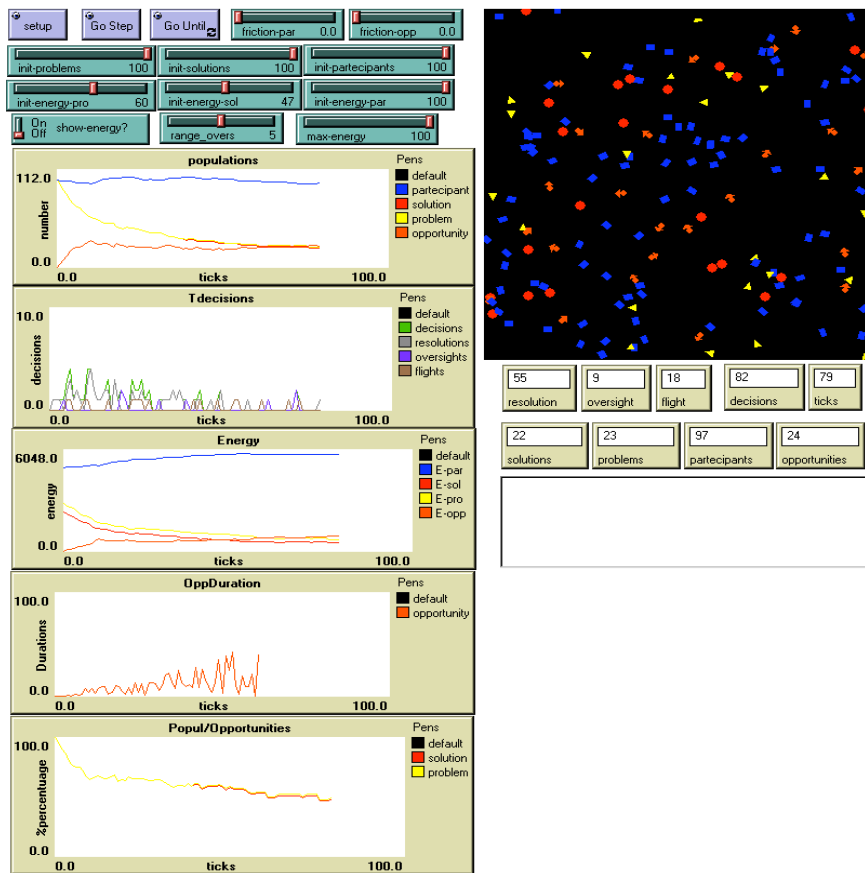 setup
Go Step
Go Until
friction-par 0.0
friction-opp 0.0
init-problems 100
init-solutions 100
init-partecipants 100
init-energy-pro 60
init-energy-sol 47
init-energy-par 100
On
Off
show-energy?
range_overs 5
max-energy 100
populations
112.0
number
0.0
0.0
ticks
100.0
Pens
default
partecipant
solution
problem
opportunity
Tdecisions
10.0
decisions
0.0
0.0
100.0
Pens
default
decisions
resolutions
oversights
flights
Energy
6048.0
energy
0.0
0.0
ticks
100.0
Pens
default
E-par
E-sol
E-pro
E-opp
OppDuration
100.0
Durations
0.0
0.0
100.0
Pens
default
opportunity
Popul/Opportunities
100.0
%percentuage
0.0
0.0
ticks
100.0
Pens
default
solution
problem
55
resolution
9
oversight
18
flight
82
decisions
79
ticks
22
solutions
23
problems
97
partecipants
24
opportunities